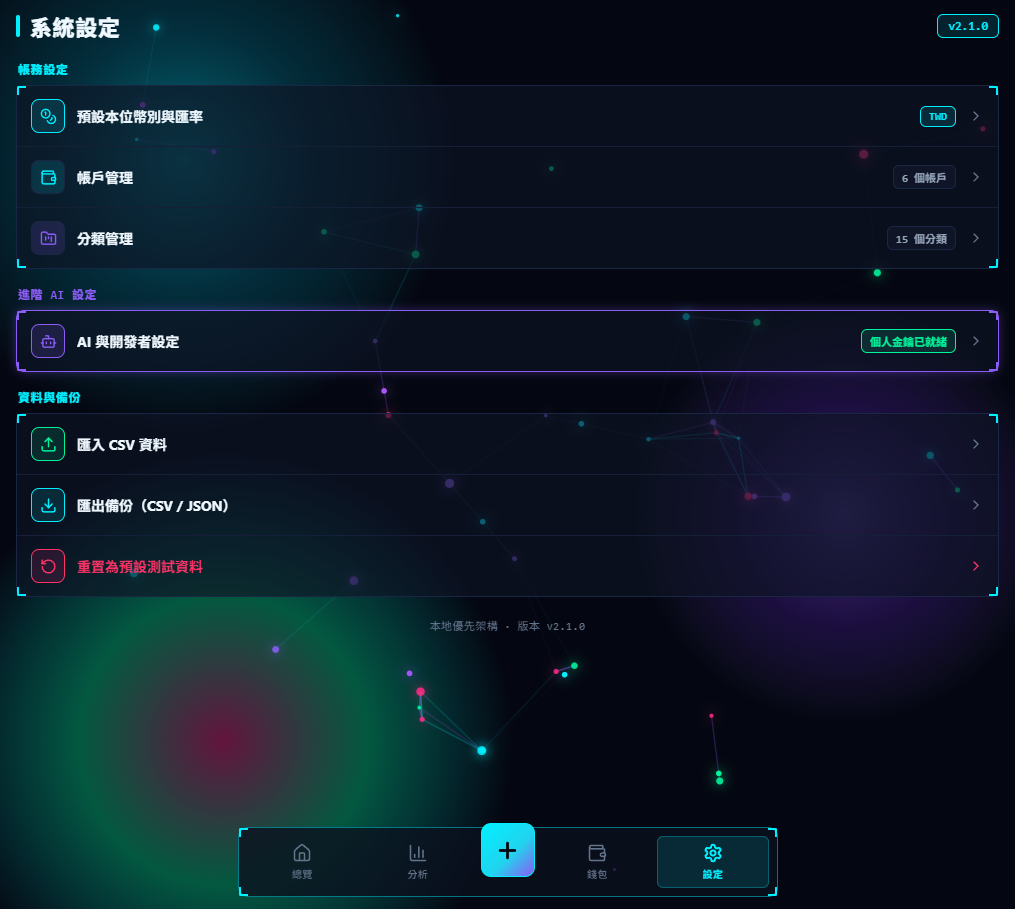 系統設定
v2.1.0
帳務設定
預設本位幣別與匯率
TWD
帳戶管理
6 個帳戶
分類管理
15 個分類
進階 AI 設定
AI 與開發者設定
個人金鑰已就緒
資料與備份
匯入 CSV 資料
匯出備份（CSV / JSON）
重置為預設測試資料
本地優先架構 · 版本 v2.1.0
總覽
分析
錢包
設定